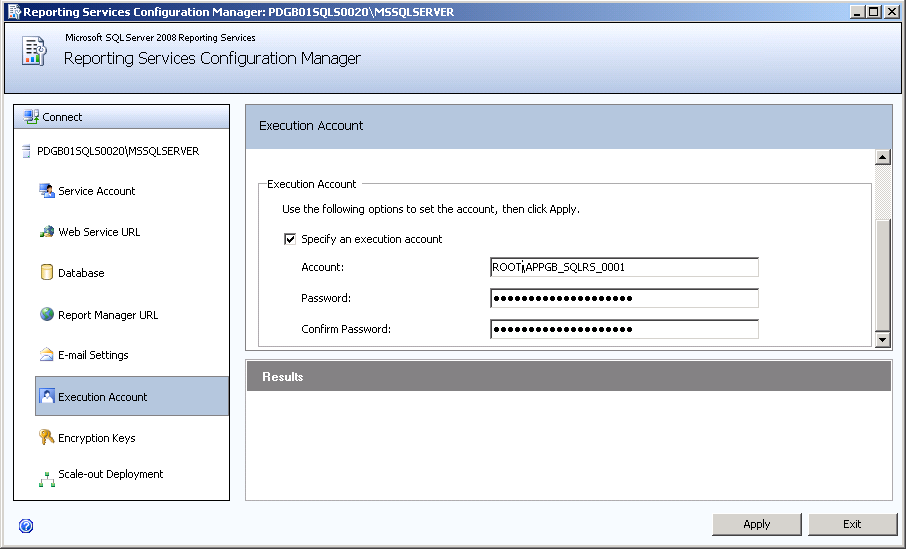 Reporting Services Configuration Manager: PDGB01SQLS0020\MSSQLSERVER
Microsoft SQL Server 2008 Reporting Services
Reporting Services Configuration Manager
Connect
PDGB01SQLS0020\MSSQLSERVER
Service Account
Web Service URL
Database
Report Manager URL
E-mail Settings
Execution Account
Encryption Keys
Scale-out Deployment
Execution Account
Execution Account
Use the following options to set the account, then click Apply.
Specify an execution account
Account:
ROOT\APPGB_SQLRS_0001
Password:
●●●●●●●●●●●●●●●●●●●●
Confirm Password:
●●●●●●●●●●●●●●●●●●●●
Results
Apply
Exit